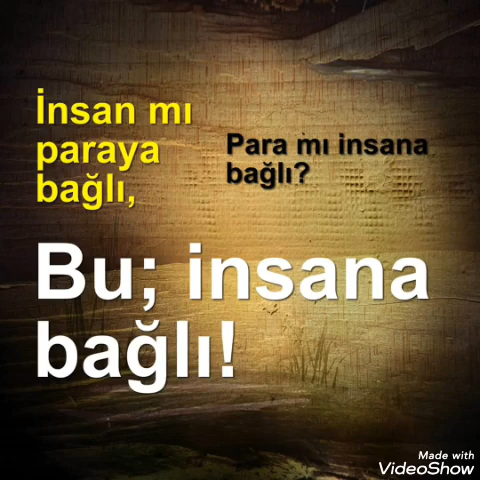 İnsan mı
paraya
bağlı,
Para mı insana
bağlı?
Bu; insana
bağlı!
Made with
VideoShow